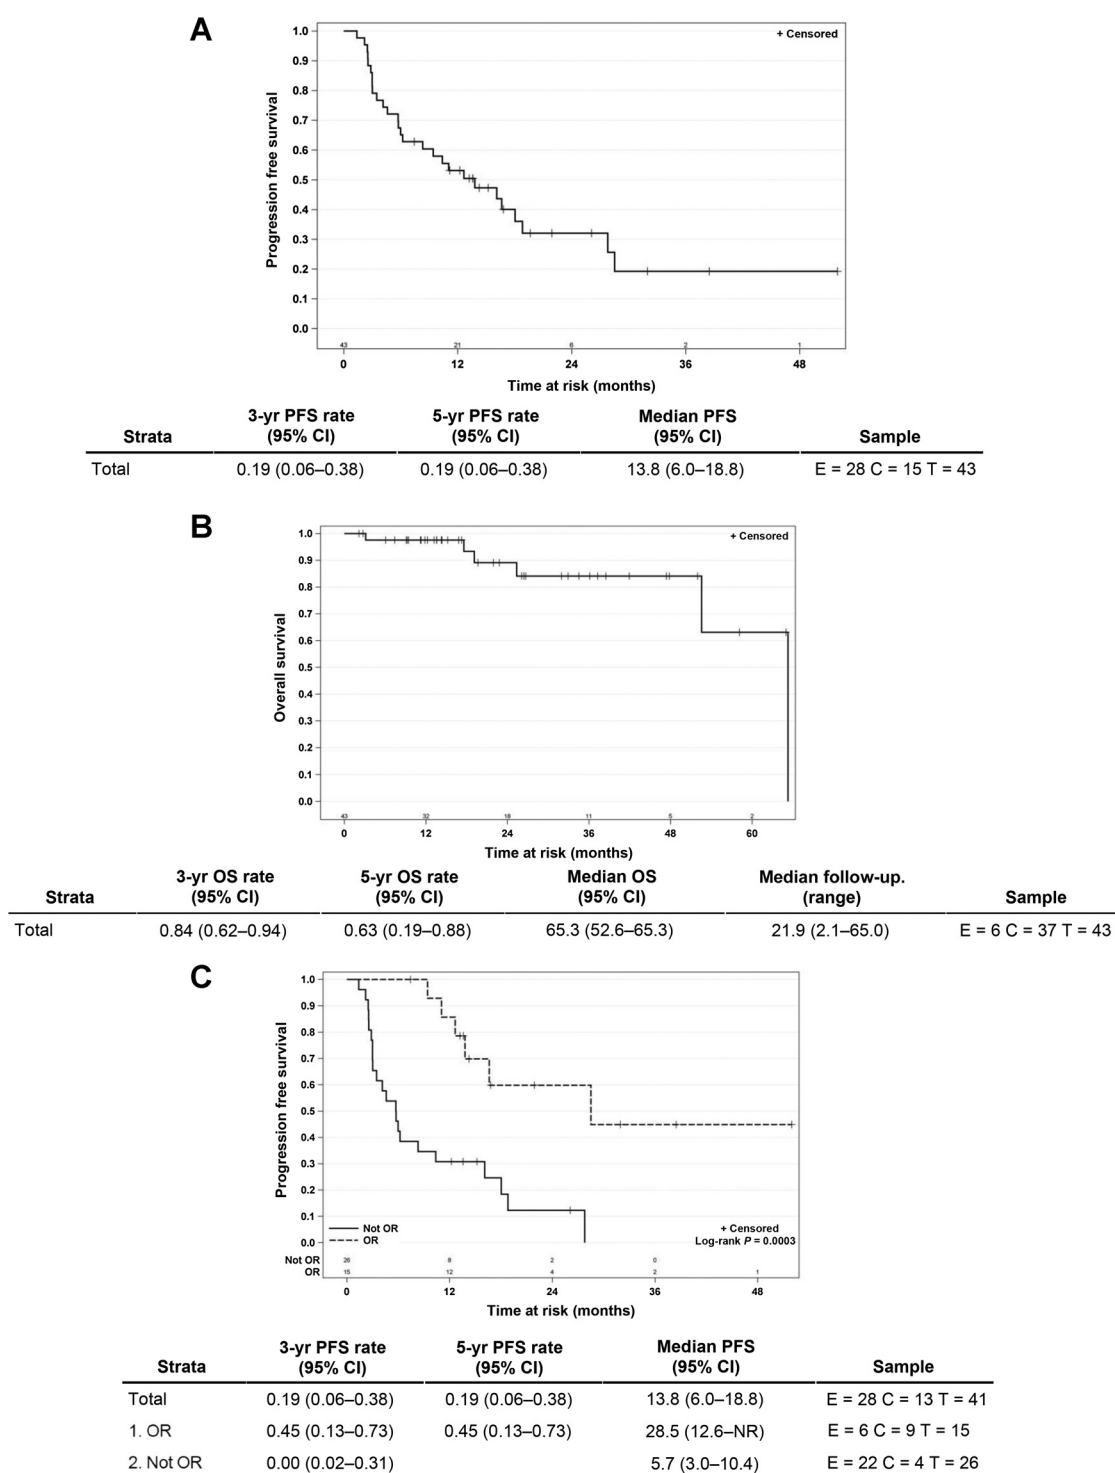 A
+ Censored
Progression free survival
1.0
0.9
0.8
0.7
0.6
0.5
0.4
0.3
0.2
0.1
0.0
43 21 6 2 1
0 12 24 36 48
Time at risk (months)
Strata 3-yr PFS rate (95% CI) 5-yr PFS rate (95% CI) Median PFS (95% CI) Sample
Total 0.19 (0.06–0.38) 0.19 (0.06–0.38) 13.8 (6.0–18.8) E = 28 C = 15 T = 43
B
+ Censored
Overall survival
1.0
0.9
0.8
0.7
0.6
0.5
0.4
0.3
0.2
0.1
0.0
43 32 18 11 5 2
0 12 24 36 48 60
Time at risk (months)
Strata 3-yr OS rate (95% CI) 5-yr OS rate (95% CI) Median OS (95% CI) Median follow-up. (range) Sample
Total 0.84 (0.62–0.94) 0.63 (0.19–0.88) 65.3 (52.6–65.3) 21.9 (2.1–65.0) E = 6 C = 37 T = 43
C
Progression free survival
1.0
0.9
0.8
0.7
0.6
0.5
0.4
0.3
0.2
0.1
0.0
Not OR
OR
+ Censored
Log-rank P = 0.0003
Not OR 26 8 2 0
OR 15 12 4 2 1
0 12 24 36 48
Time at risk (months)
Strata 3-yr PFS rate (95% CI) 5-yr PFS rate (95% CI) Median PFS (95% CI) Sample
Total 0.19 (0.06–0.38) 0.19 (0.06–0.38) 13.8 (6.0–18.8) E = 28 C = 13 T = 41
1. OR 0.45 (0.13–0.73) 0.45 (0.13–0.73) 28.5 (12.6–NR) E = 6 C = 9 T = 15
2. Not OR 0.00 (0.02–0.31) 5.7 (3.0–10.4) E = 22 C = 4 T = 26